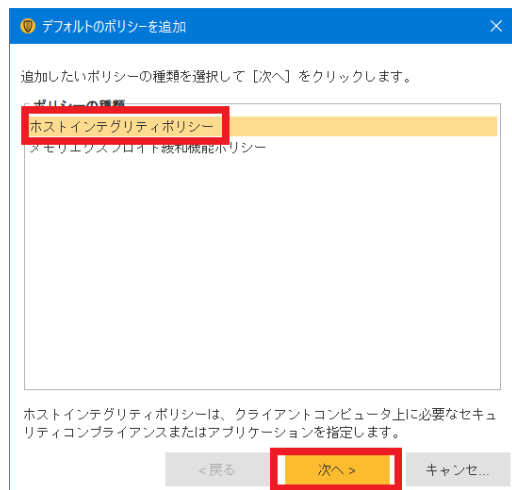 デフォルトのポリシーを追加
追加したいポリシーの種類を選択して［次へ］をクリックします。
ポリシーの種類
ホストインテグリティポリシー
メモリエクスプロイト緩和機能ポリシー
ホストインテグリティポリシーは、クライアントコンピュータ上に必要なセキュ
リティコンプライアンスまたはアプリケーションを指定します。
<戻る
次へ >
キャンセ...